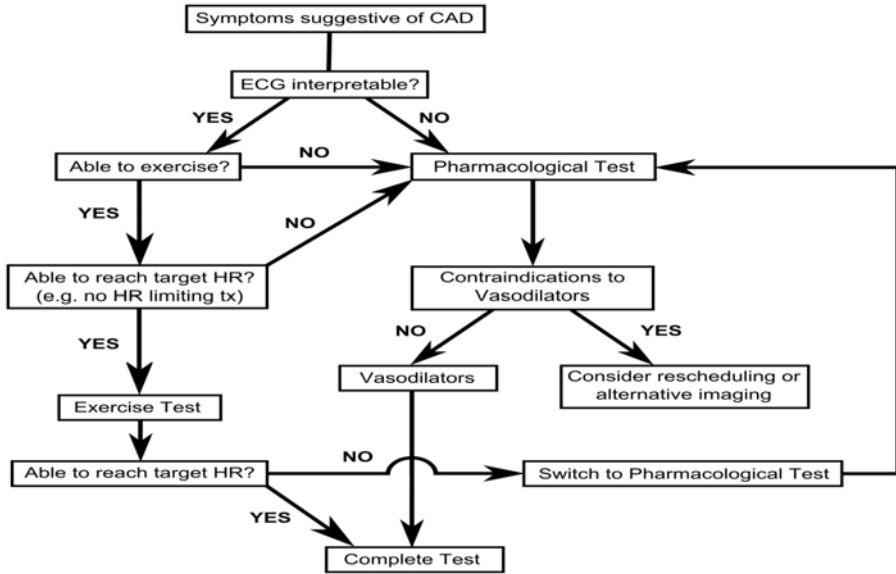 Symptoms suggestive of CAD
ECG interpretable?
YES
NO
Able to exercise?
NO
Pharmacological Test
YES
NO
Able to reach target HR?
(e.g. no HR limiting tx)
Contraindications to
Vasodilators
YES
NO
YES
Vasodilators
Consider rescheduling or
alternative imaging
Exercise Test
Able to reach target HR?
NO
Switch to Pharmacological Test
YES
Complete Test